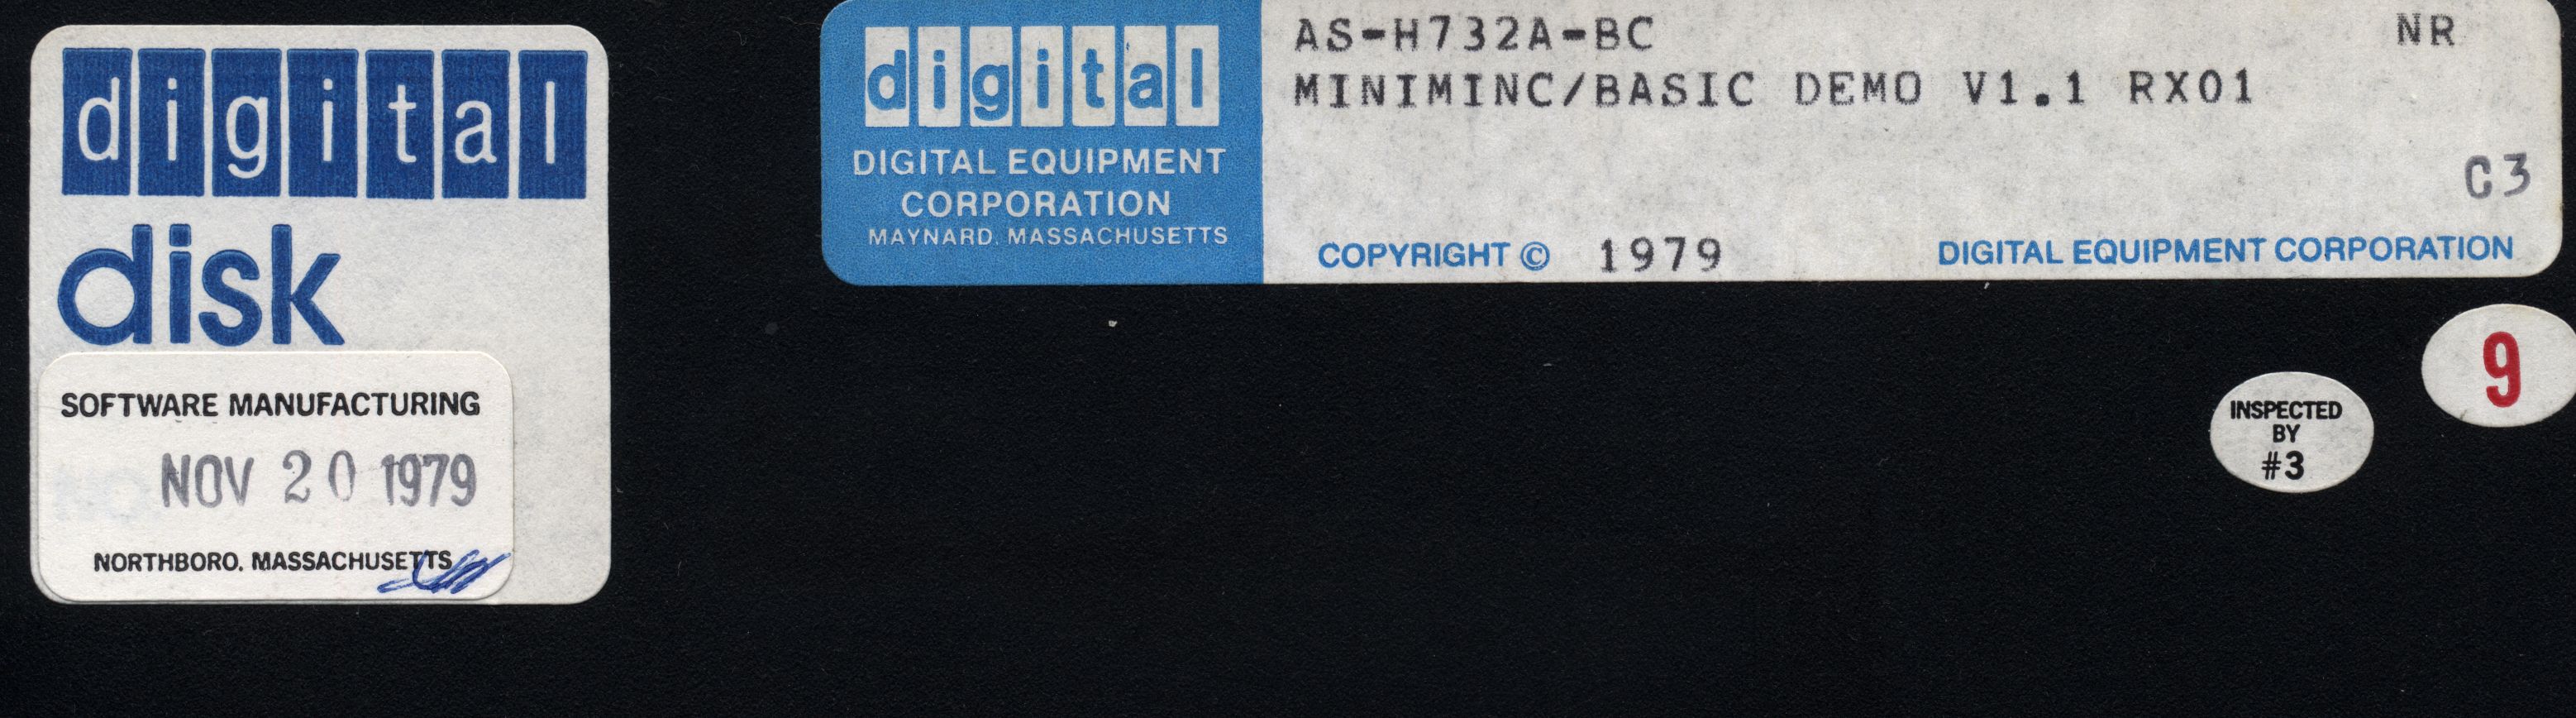 digital
disk
SOFTWARE MANUFACTURING
NOV 20 1979
NORTHBORO, MASSACHUSETTS
digital
DIGITAL EQUIPMENT
CORPORATION
MAYNARD, MASSACHUSETTS
AS-H732A-BC NR
MINIMINC/BASIC DEMO V1.1 RX01
C3
COPYRIGHT © 1979 DIGITAL EQUIPMENT CORPORATION
9
INSPECTED
BY
#3